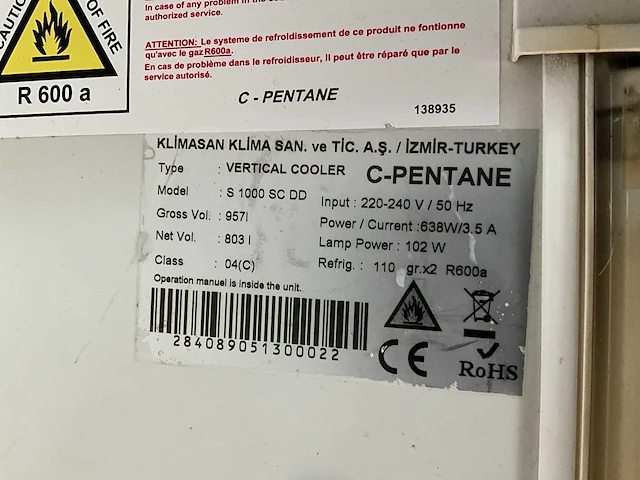 In case of any problem in the
authorized service.
ATTENTION: Le systeme de refroidissement de ce produit ne fontionne
qu'avec le gaz R600a.
En cas de problème dans le refroidisseur, il peut être réparé que par le
service autorisé.
C - PENTANE
138935
CAUTION
OF FIRE
R 600 a
KLİMASAN KLİMA SAN. ve TİC. A.Ş. / İZMİR-TURKEY
Type : VERTICAL COOLER
C-PENTANE
Model : S 1000 SC DD
Input : 220-240 V / 50 Hz
Gross Vol. : 957l
Power / Current :638W/3.5 A
Net Vol. : 803 l
Lamp Power : 102 W
Class : 04(C)
Refrig. : 110 gr.x2 R600a
Operation manuel is inside the unit.
284089051300022
CE
RoHS